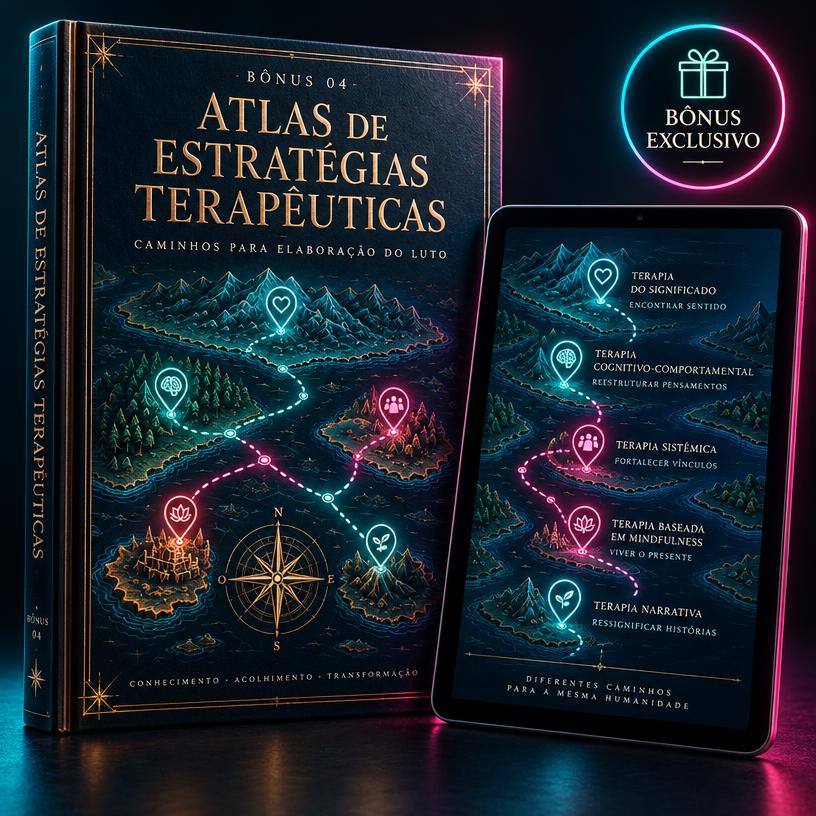 - BÔNUS 04 -
ATLAS DE
ESTRATÉGIAS
TERAPÊUTICAS
CAMINHOS PARA ELABORAÇÃO DO LUTO
N
O
E
S
CONHECIMENTO · ACOLHIMENTO · TRANSFORMAÇÃO
ATLAS DE ESTRATÉGIAS TERAPÊUTICAS
BÔNUS
04
BÔNUS
EXCLUSIVO
TERAPIA
DO SIGNIFICADO
ENCONTRAR SENTIDO
TERAPIA
COGNITIVO-COMPORTAMENTAL
REESTRUTURAR PENSAMENTOS
TERAPIA SISTÊMICA
FORTALECER VÍNCULOS
TERAPIA BASEADA
EM MINDFULNESS
VIVER O PRESENTE
TERAPIA NARRATIVA
RESSIGNIFICAR HISTÓRIAS
DIFERENTES CAMINHOS
PARA A MESMA HUMANIDADE